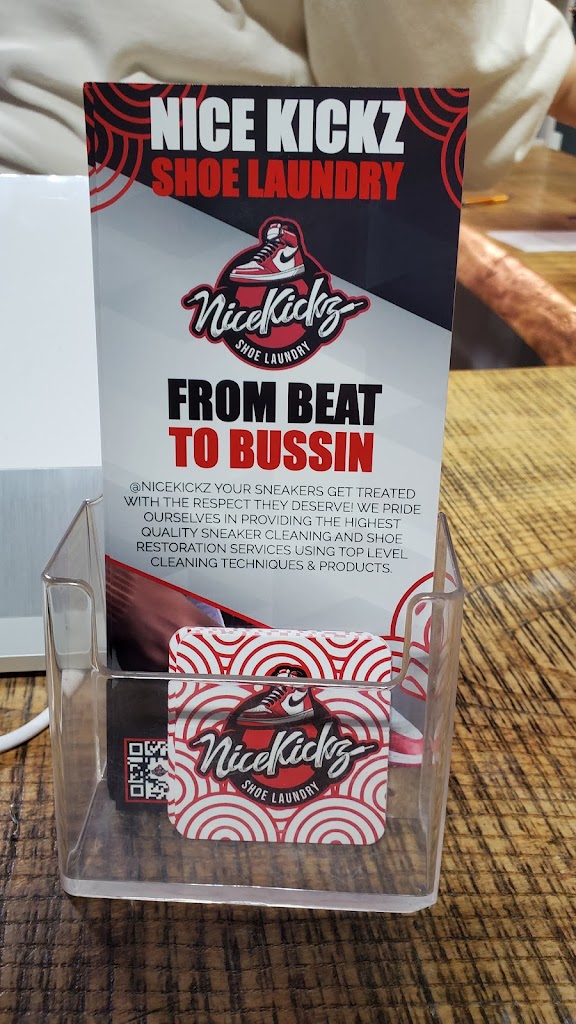 NICE KICKZ
SHOE LAUNDRY
NiceKickz
SHOE LAUNDRY
FROM BEAT
TO BUSSIN
@NICEKICKZ YOUR SNEAKERS GET TREATED
WITH THE RESPECT THEY DESERVE! WE PRIDE
OURSELVES IN PROVIDING THE HIGHEST
QUALITY SNEAKER CLEANING AND SHOE
RESTORATION SERVICES USING TOP LEVEL
CLEANING TECHNIQUES & PRODUCTS.
NiceKickz
SHOE LAUNDRY